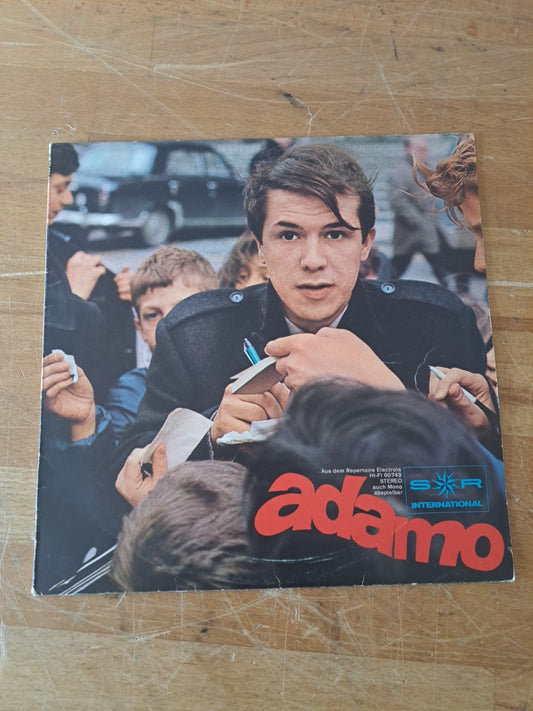 Aus dem Repertoire Electrola
HI-FI 60743
STEREO
auch Mono
abspielbar
S R
INTERNATIONAL
adamo